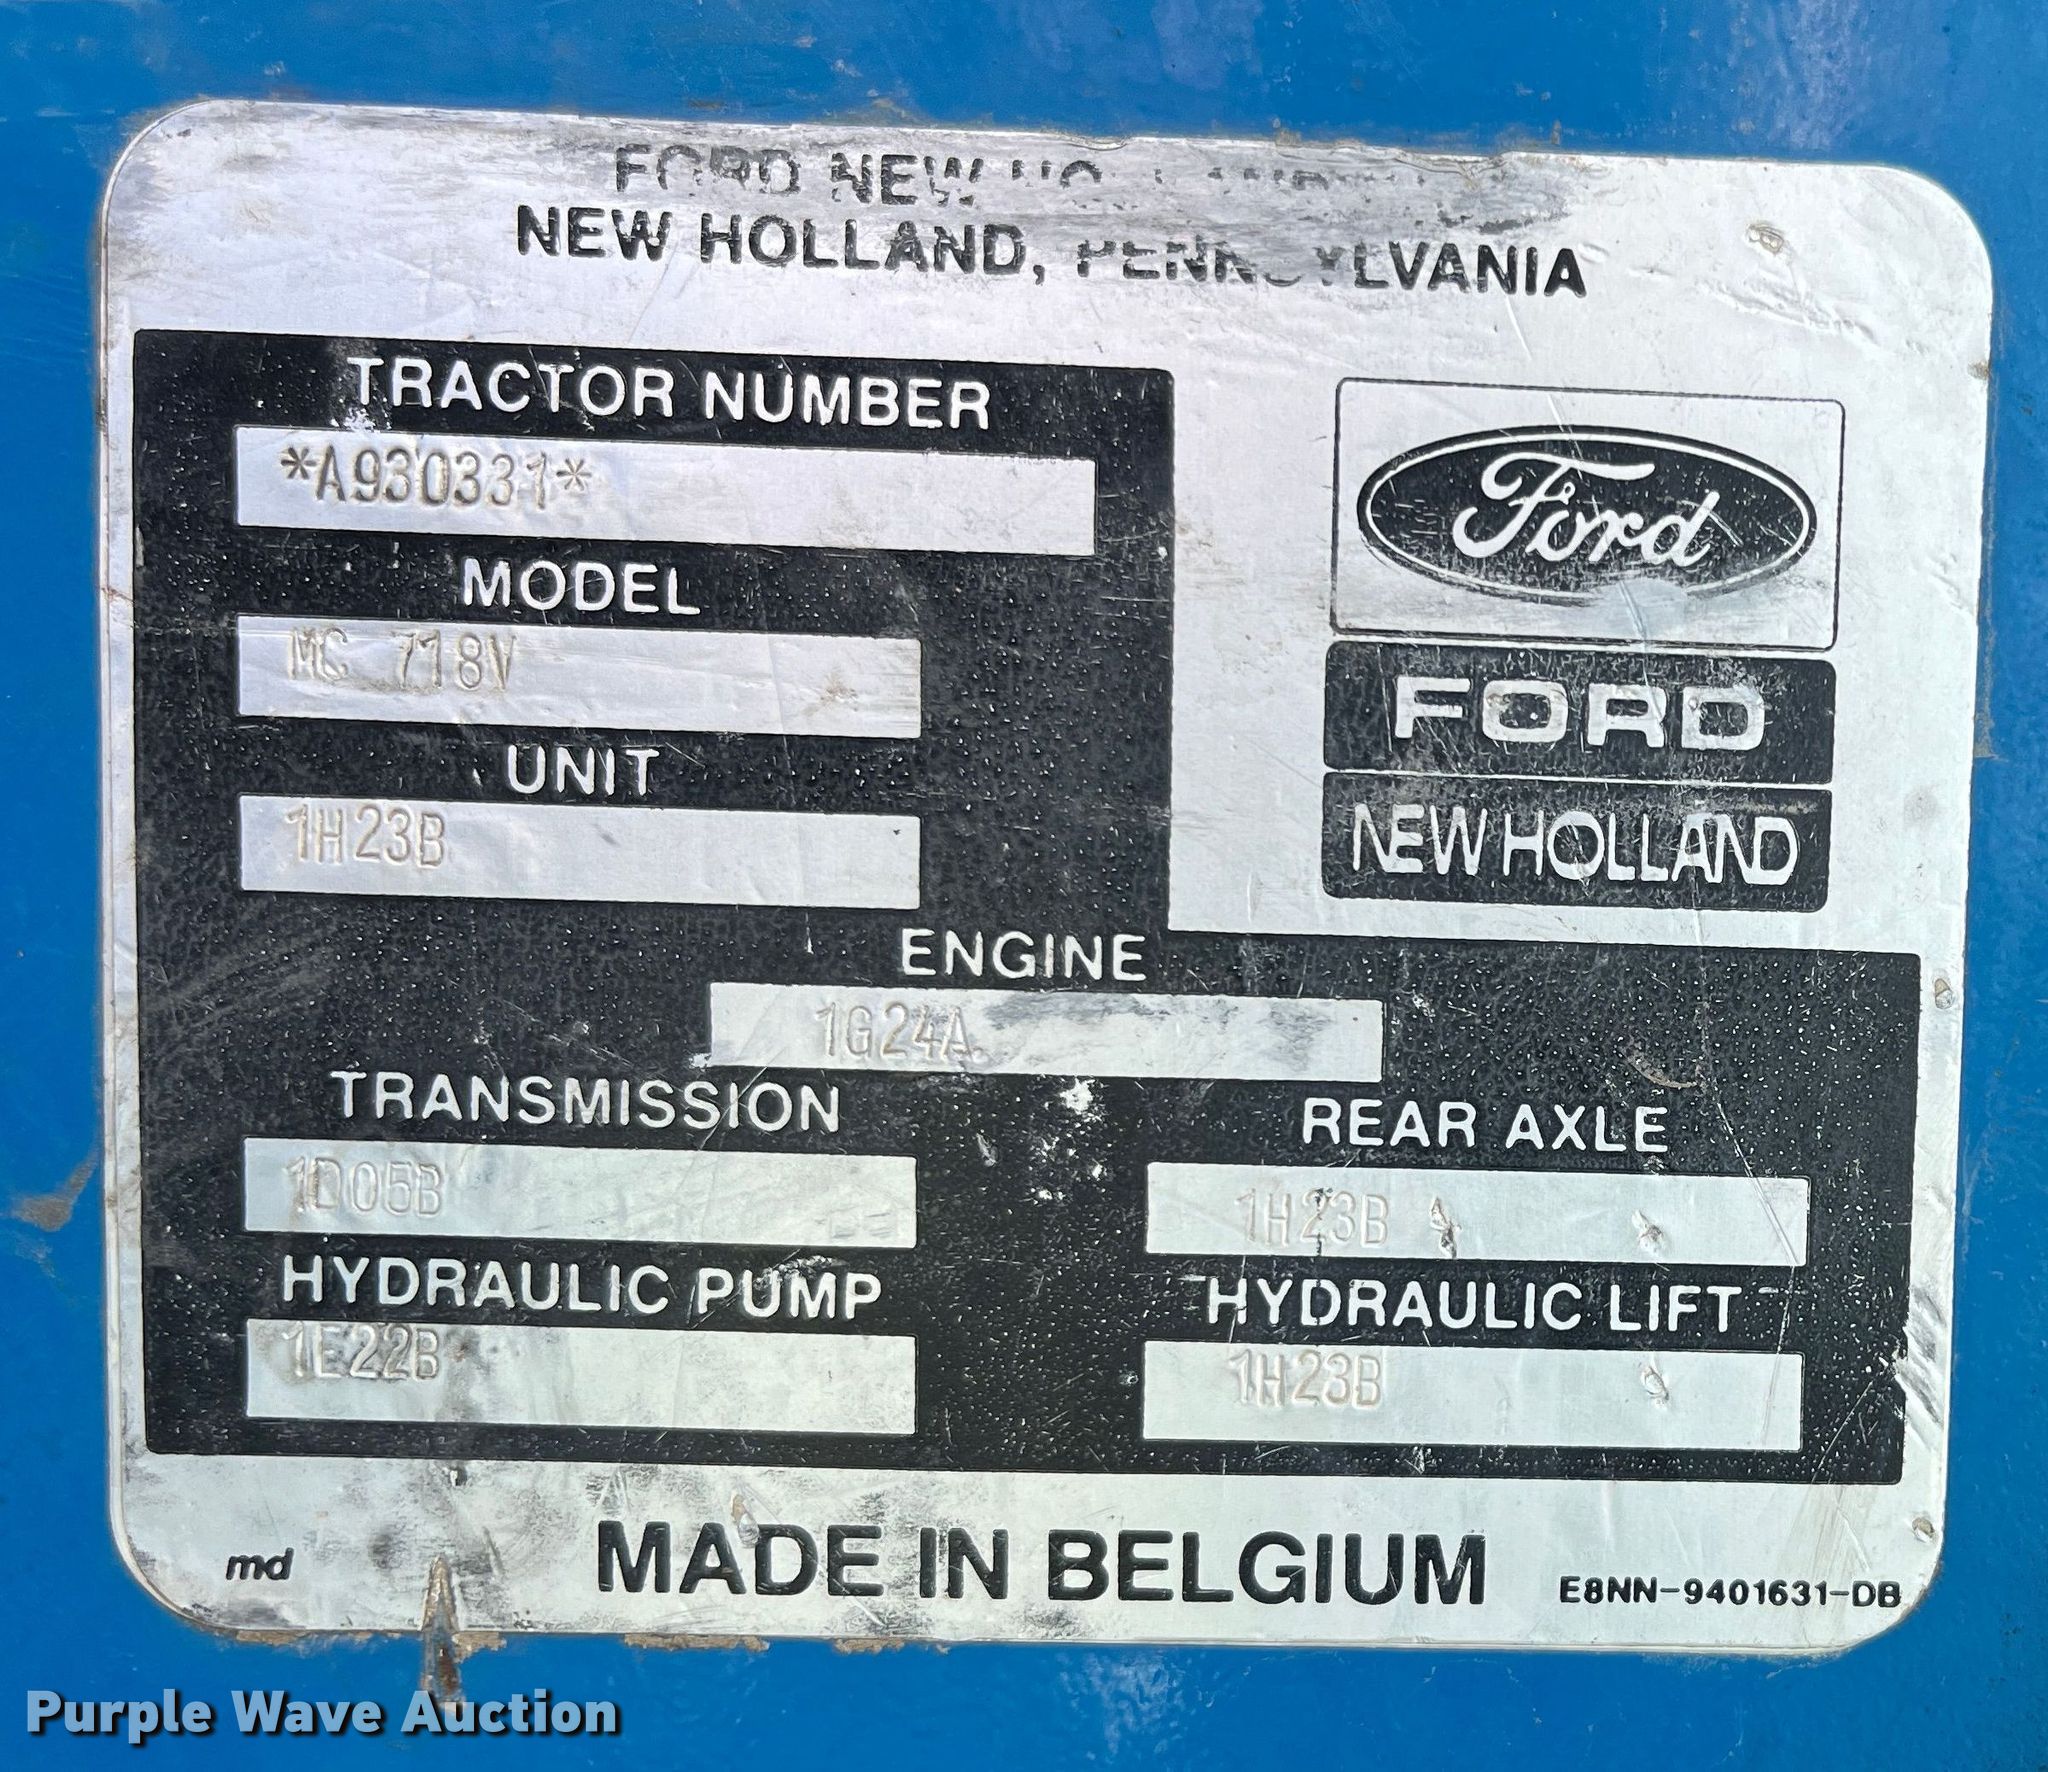 FORD NEW
NEW HOLLAND, PENNSYLVANIA
TRACTOR NUMBER
*A930331*
MODEL
MC 718V
UNIT
1H23B
Ford
FORD
NEW HOLLAND
ENGINE
1G24A
TRANSMISSION
1D05B
REAR AXLE
1H23B
HYDRAULIC PUMP
1E22B
HYDRAULIC LIFT
1H23B
md
MADE IN BELGIUM
E8NN-9401631-DB
Purple Wave Auction